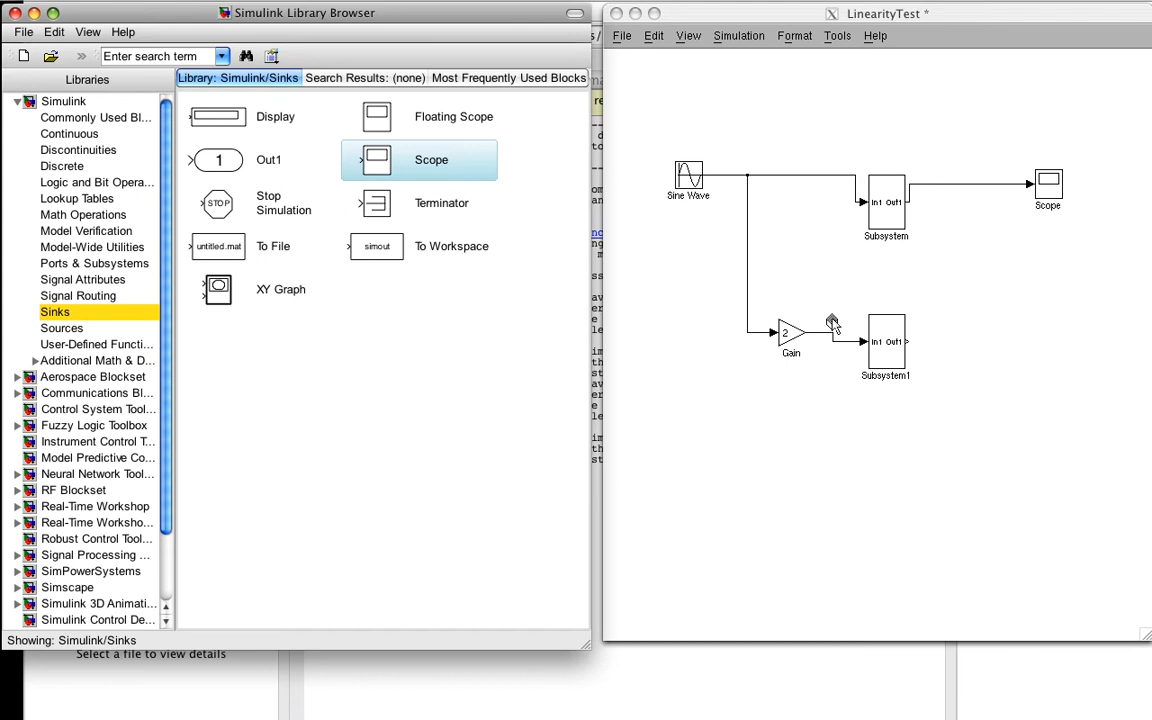 Simulink Library Browser
File Edit View Help
Enter search term
Libraries
Library: Simulink/Sinks Search Results: (none) Most Frequently Used Blocks
Simulink
Commonly Used Bl...
Continuous
Discontinuities
Discrete
Logic and Bit Opera...
Lookup Tables
Math Operations
Model Verification
Model-Wide Utilities
Ports & Subsystems
Signal Attributes
Signal Routing
Sinks
Sources
User-Defined Functi...
Additional Math & D...
Aerospace Blockset
Communications Bl...
Control System Tool...
Fuzzy Logic Toolbox
Instrument Control T...
Model Predictive Co...
Neural Network Tool...
RF Blockset
Real-Time Workshop
Real-Time Worksho...
Robust Control Tool...
Signal Processing ...
SimPowerSystems
Simscape
Simulink 3D Animati...
Simulink Control De...
Display
Floating Scope
1
Out1
Scope
STOP
Stop
Simulation
Terminator
untitled.mat
To File
simout
To Workspace
XY Graph
Showing: Simulink/Sinks
Select a file to view details
X LinearityTest *
File Edit View Simulation Format Tools Help
Sine Wave
In1 Out1
Subsystem
Scope
2
Gain
In1 Out1
Subsystem1